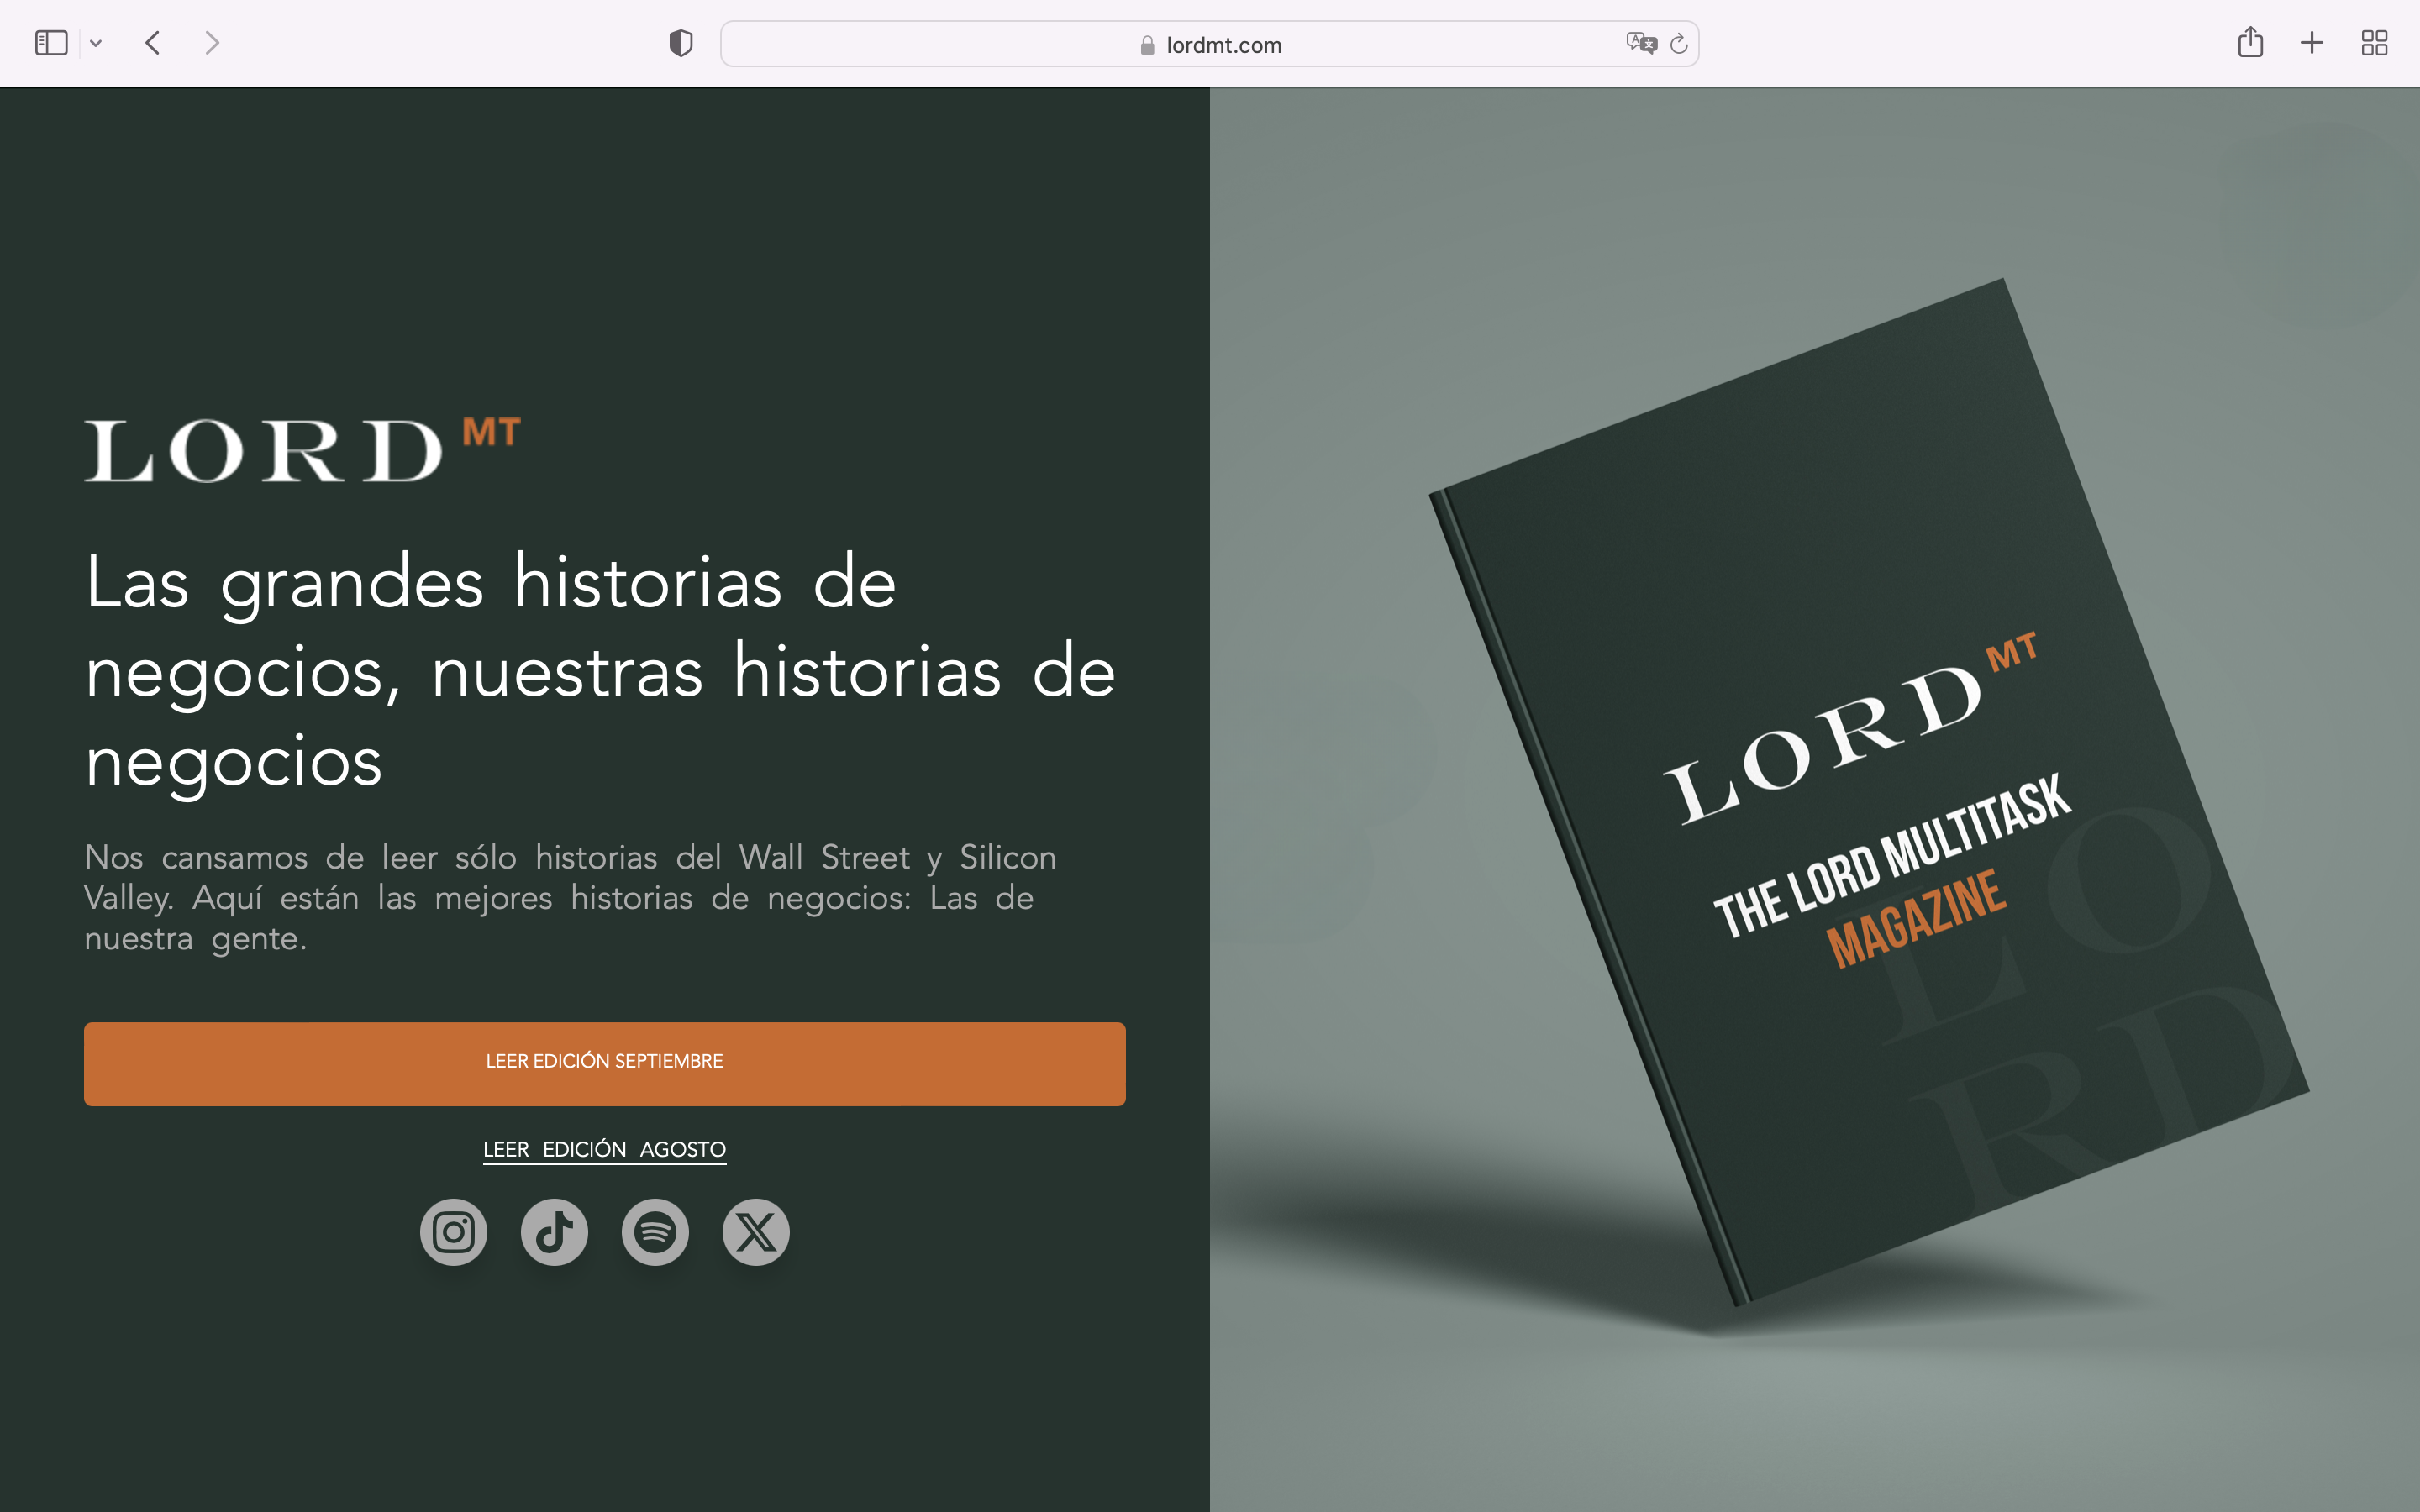 lordmt.com
LORD MT
Las grandes historias de
negocios, nuestras historias de
negocios
Nos cansamos de leer sólo historias del Wall Street y Silicon
Valley. Aquí están las mejores historias de negocios: Las de
nuestra gente.
LEER EDICIÓN SEPTIEMBRE
LEER EDICIÓN AGOSTO
LORD MT
THE LORD MULTITASK
MAGAZINE
LO
RD